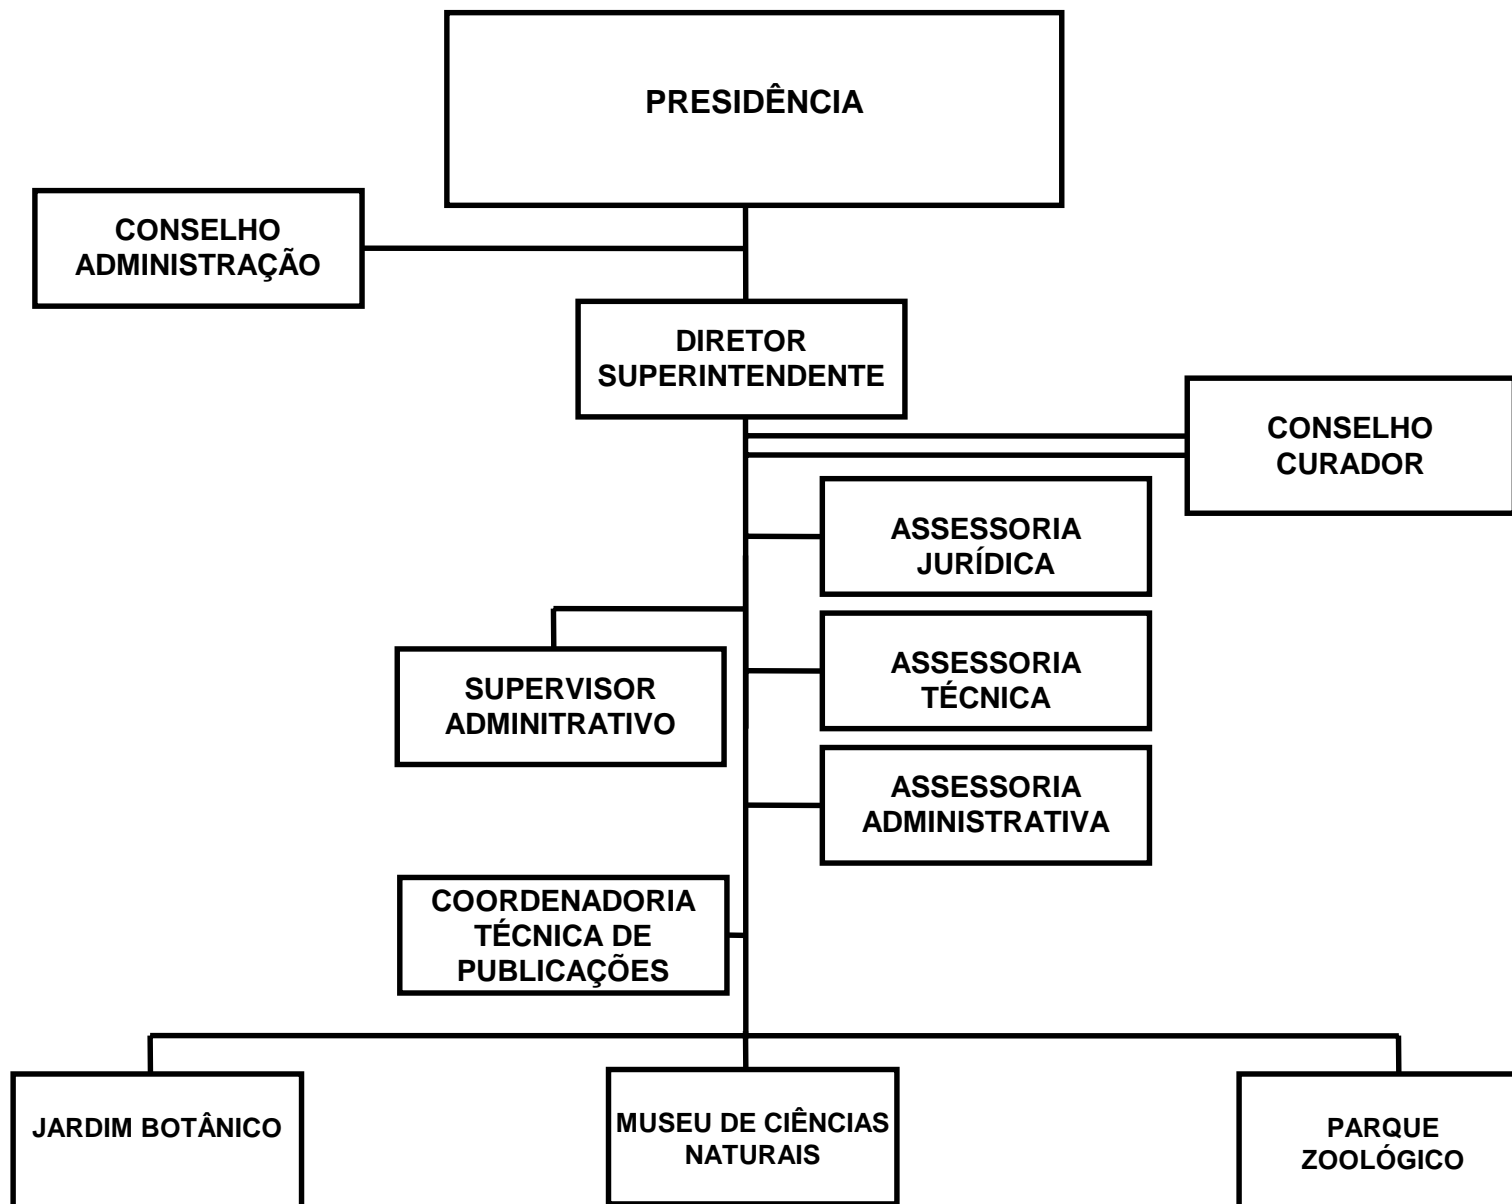 PRESIDÊNCIA
CONSELHO
ADMINISTRAÇÃO
DIRETOR
SUPERINTENDENTE
CONSELHO
CURADOR
ASSESSORIA
JURÍDICA
SUPERVISOR
ADMINITRATIVO
ASSESSORIA
TÉCNICA
ASSESSORIA
ADMINISTRATIVA
COORDENADORIA
TÉCNICA DE
PUBLICAÇÕES
JARDIM BOTÂNICO
MUSEU DE CIÊNCIAS
NATURAIS
PARQUE
ZOOLÓGICO